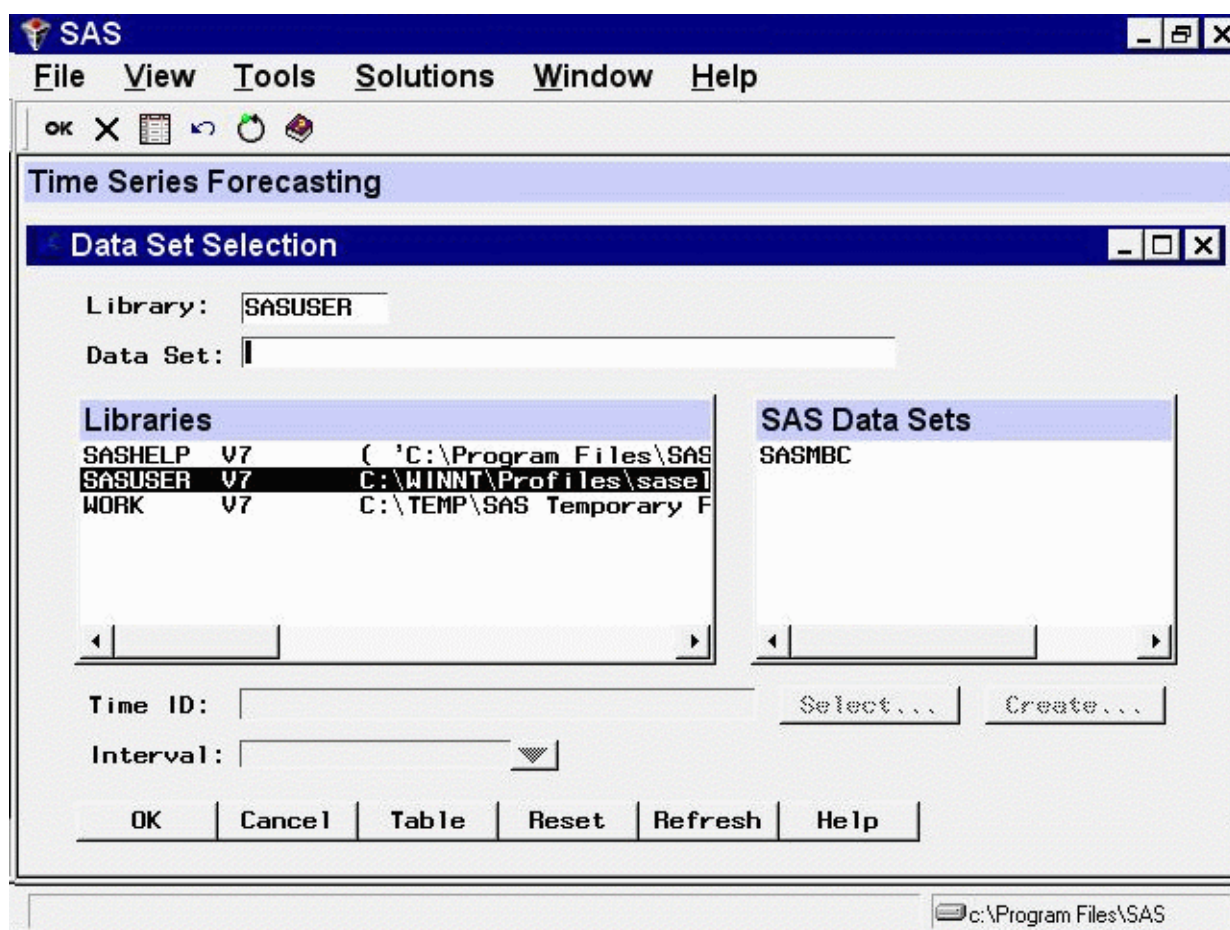 SAS
File View Tools Solutions Window Help
OK
Time Series Forecasting
Data Set Selection
Library: SASUSER
Data Set:
Libraries
SASHELP V7 ( 'C:\Program Files\SAS
SASUSER V7 C:\WINNT\Profiles\sasel
WORK V7 C:\TEMP\SAS Temporary F
SAS Data Sets
SASMBC
Time ID: Select... Create...
Interval:
OK Cancel Table Reset Refresh Help
c:\Program Files\SAS